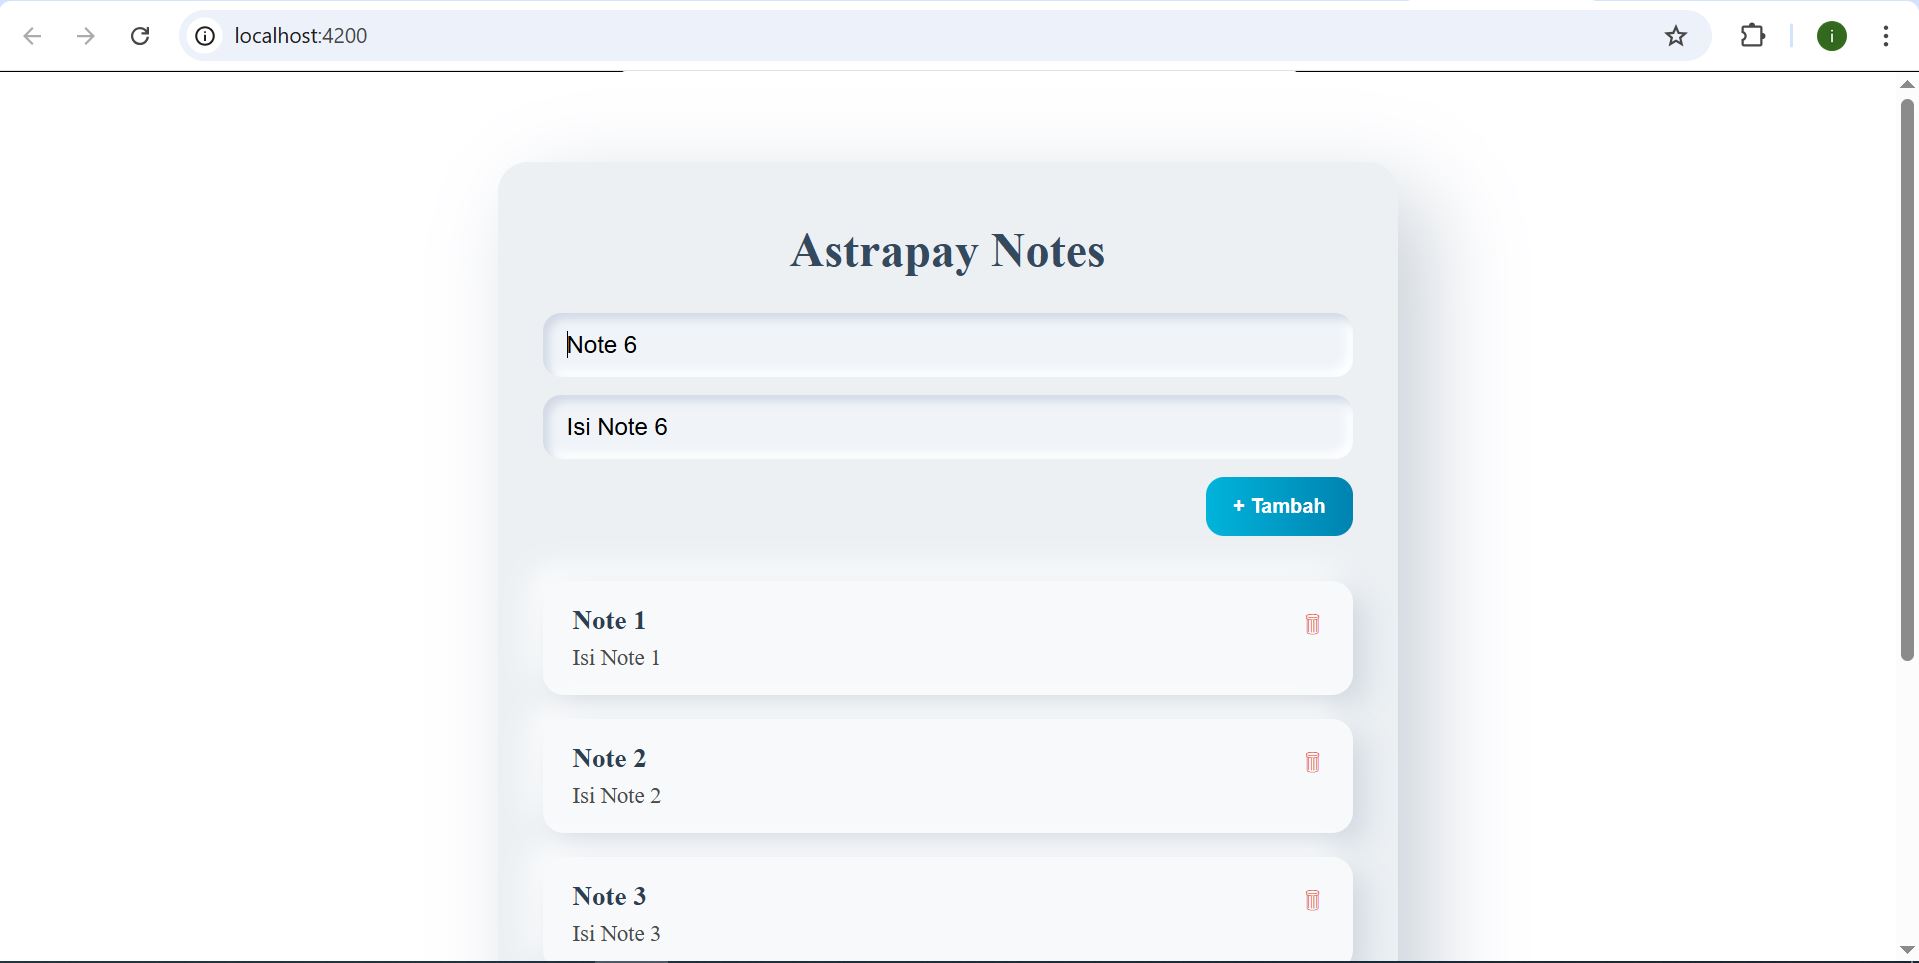 localhost:4200
i
Astrapay Notes
Note 6
Isi Note 6
+ Tambah
Note 1
Isi Note 1
Note 2
Isi Note 2
Note 3
Isi Note 3